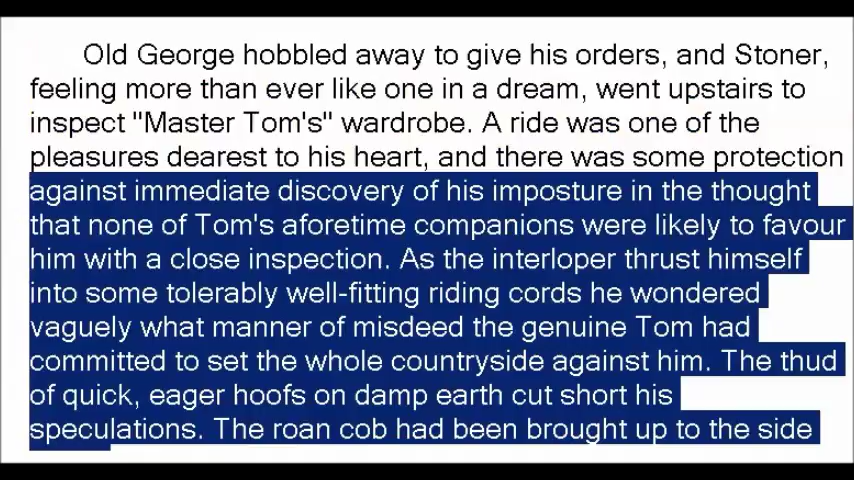 Old George hobbled away to give his orders, and Stoner,
feeling more than ever like one in a dream, went upstairs to
inspect "Master Tom's" wardrobe. A ride was one of the
pleasures dearest to his heart, and there was some protection
against immediate discovery of his imposture in the thought
that none of Tom's aforetime companions were likely to favour
him with a close inspection. As the interloper thrust himself
into some tolerably well-fitting riding cords he wondered
vaguely what manner of misdeed the genuine Tom had
committed to set the whole countryside against him. The thud
of quick, eager hoofs on damp earth cut short his
speculations. The roan cob had been brought up to the side